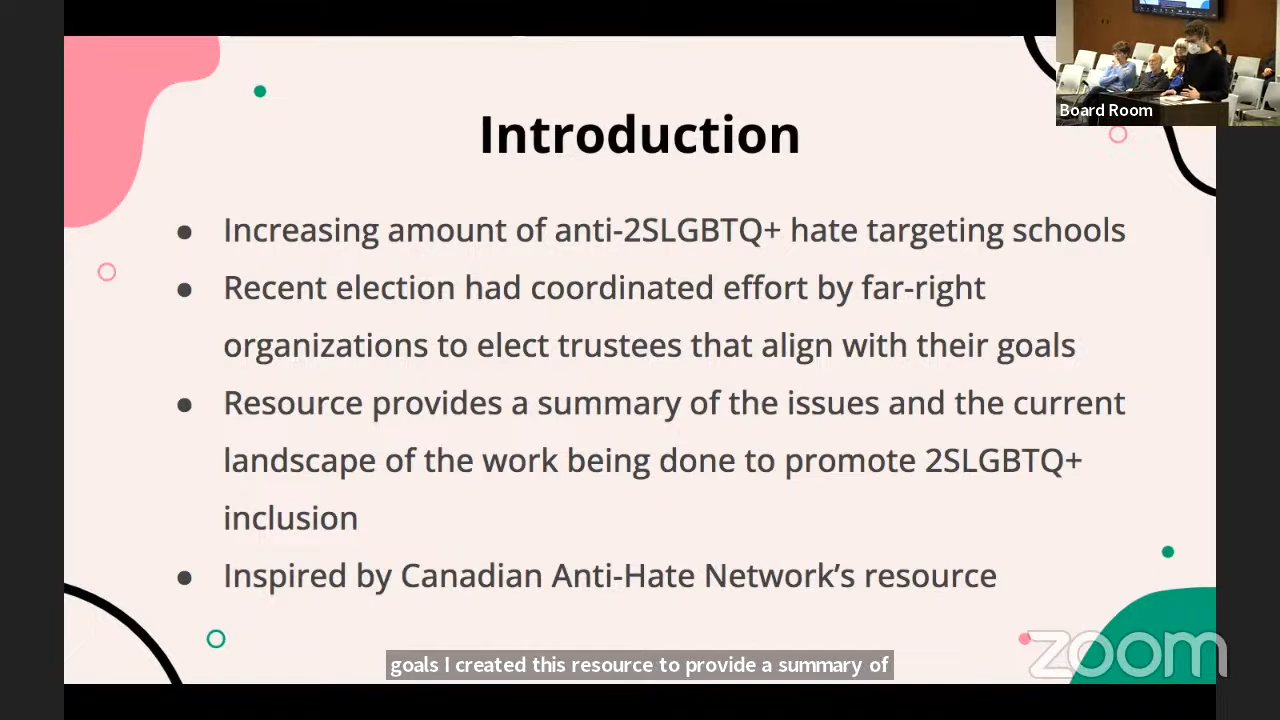 Board Room
Introduction
● Increasing amount of anti-2SLGBTQ+ hate targeting schools
● Recent election had coordinated effort by far-right
organizations to elect trustees that align with their goals
● Resource provides a summary of the issues and the current
landscape of the work being done to promote 2SLGBTQ+
inclusion
● Inspired by Canadian Anti-Hate Network’s resource
goals I created this resource to provide a summary of
zoom